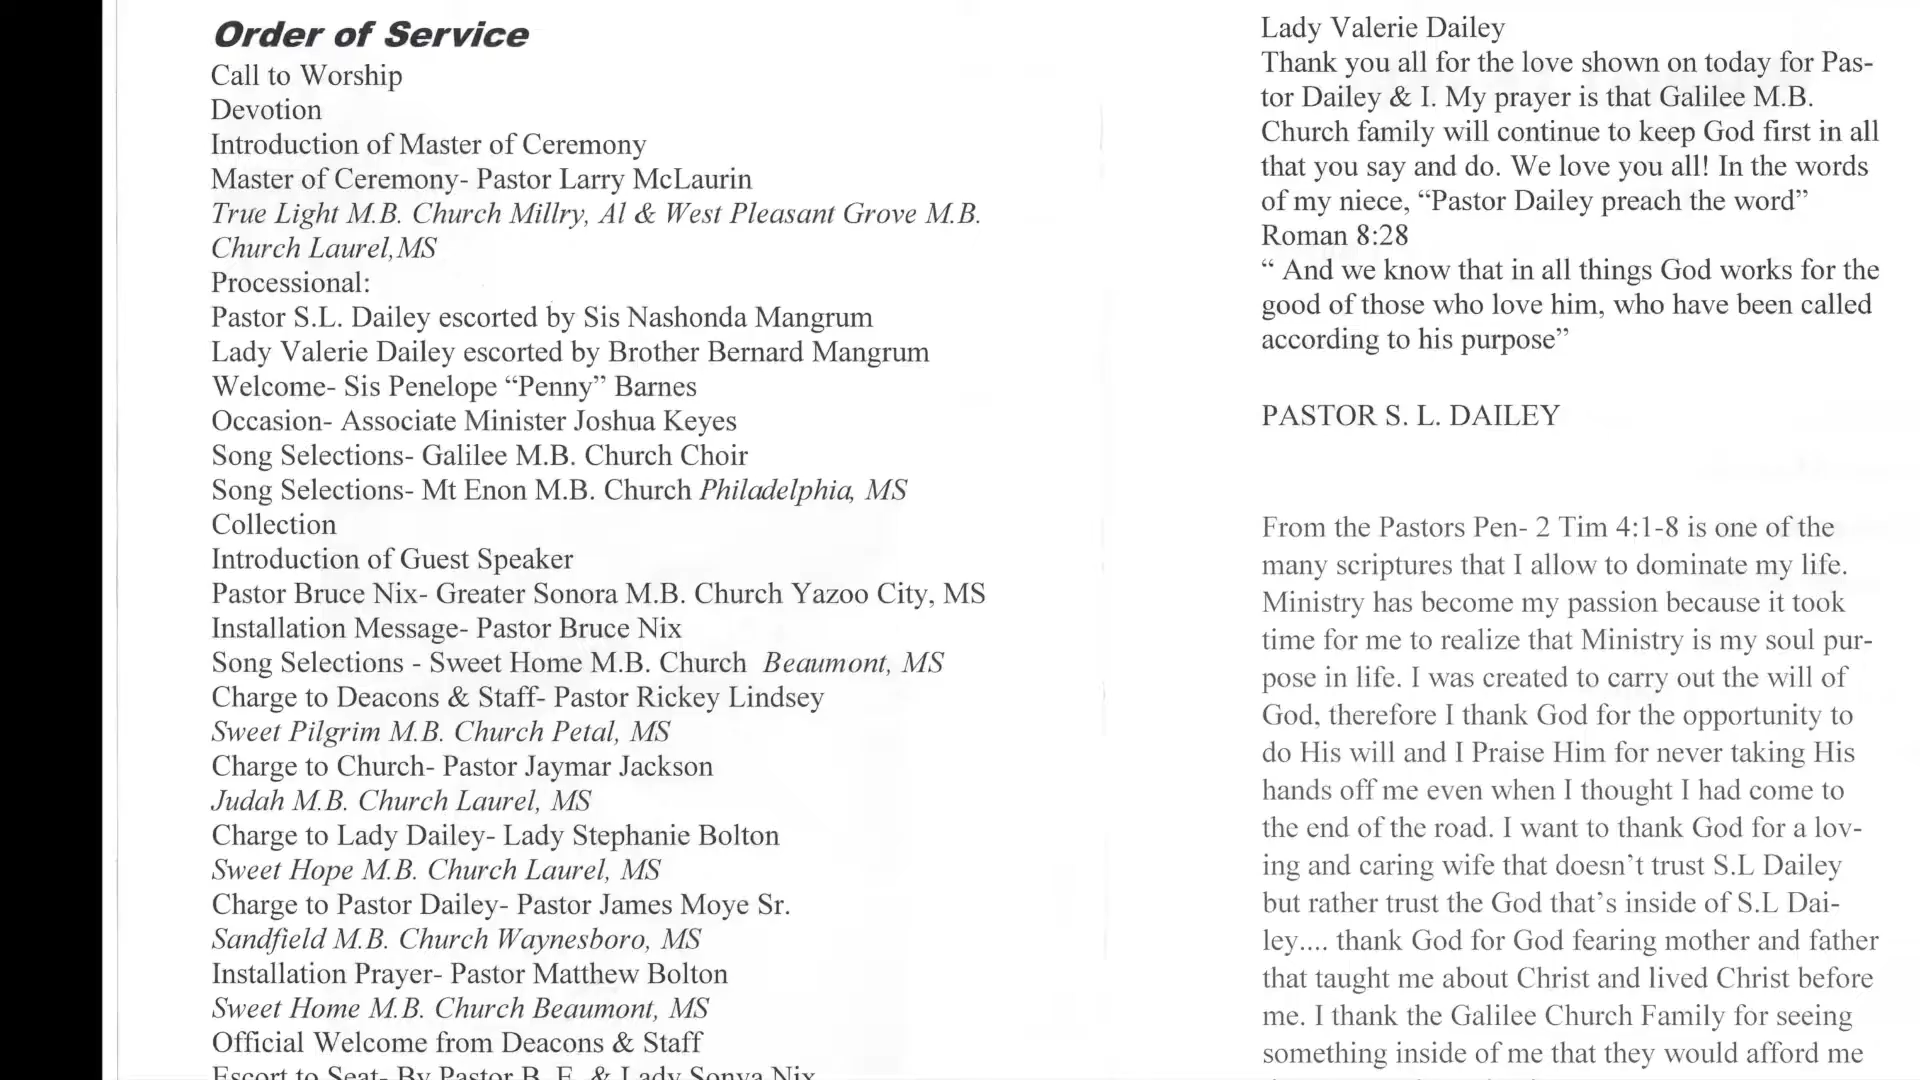 Order of Service
Call to Worship
Devotion
Introduction of Master of Ceremony
Master of Ceremony- Pastor Larry McLaurin
True Light M.B. Church Millry, Al & West Pleasant Grove M.B.
Church Laurel,MS
Processional:
Pastor S.L. Dailey escorted by Sis Nashonda Mangrum
Lady Valerie Dailey escorted by Brother Bernard Mangrum
Welcome- Sis Penelope “Penny” Barnes
Occasion- Associate Minister Joshua Keyes
Song Selections- Galilee M.B. Church Choir
Song Selections- Mt Enon M.B. Church Philadelphia, MS
Collection
Introduction of Guest Speaker
Pastor Bruce Nix- Greater Sonora M.B. Church Yazoo City, MS
Installation Message- Pastor Bruce Nix
Song Selections - Sweet Home M.B. Church Beaumont, MS
Charge to Deacons & Staff- Pastor Rickey Lindsey
Sweet Pilgrim M.B. Church Petal, MS
Charge to Church- Pastor Jaymar Jackson
Judah M.B. Church Laurel, MS
Charge to Lady Dailey- Lady Stephanie Bolton
Sweet Hope M.B. Church Laurel, MS
Charge to Pastor Dailey- Pastor James Moye Sr.
Sandfield M.B. Church Waynesboro, MS
Installation Prayer- Pastor Matthew Bolton
Sweet Home M.B. Church Beaumont, MS
Official Welcome from Deacons & Staff
Escort to Seat- By Pastor B. E. & Lady Sonya Nix
Lady Valerie Dailey
Thank you all for the love shown on today for Pas-
tor Dailey & I. My prayer is that Galilee M.B.
Church family will continue to keep God first in all
that you say and do. We love you all! In the words
of my niece, “Pastor Dailey preach the word”
Roman 8:28
“ And we know that in all things God works for the
good of those who love him, who have been called
according to his purpose”
PASTOR S. L. DAILEY
From the Pastors Pen- 2 Tim 4:1-8 is one of the
many scriptures that I allow to dominate my life.
Ministry has become my passion because it took
time for me to realize that Ministry is my soul pur-
pose in life. I was created to carry out the will of
God, therefore I thank God for the opportunity to
do His will and I Praise Him for never taking His
hands off me even when I thought I had come to
the end of the road. I want to thank God for a lov-
ing and caring wife that doesn’t trust S.L Dailey
but rather trust the God that’s inside of S.L Dai-
ley.... thank God for God fearing mother and father
that taught me about Christ and lived Christ before
me. I thank the Galilee Church Family for seeing
something inside of me that they would afford me